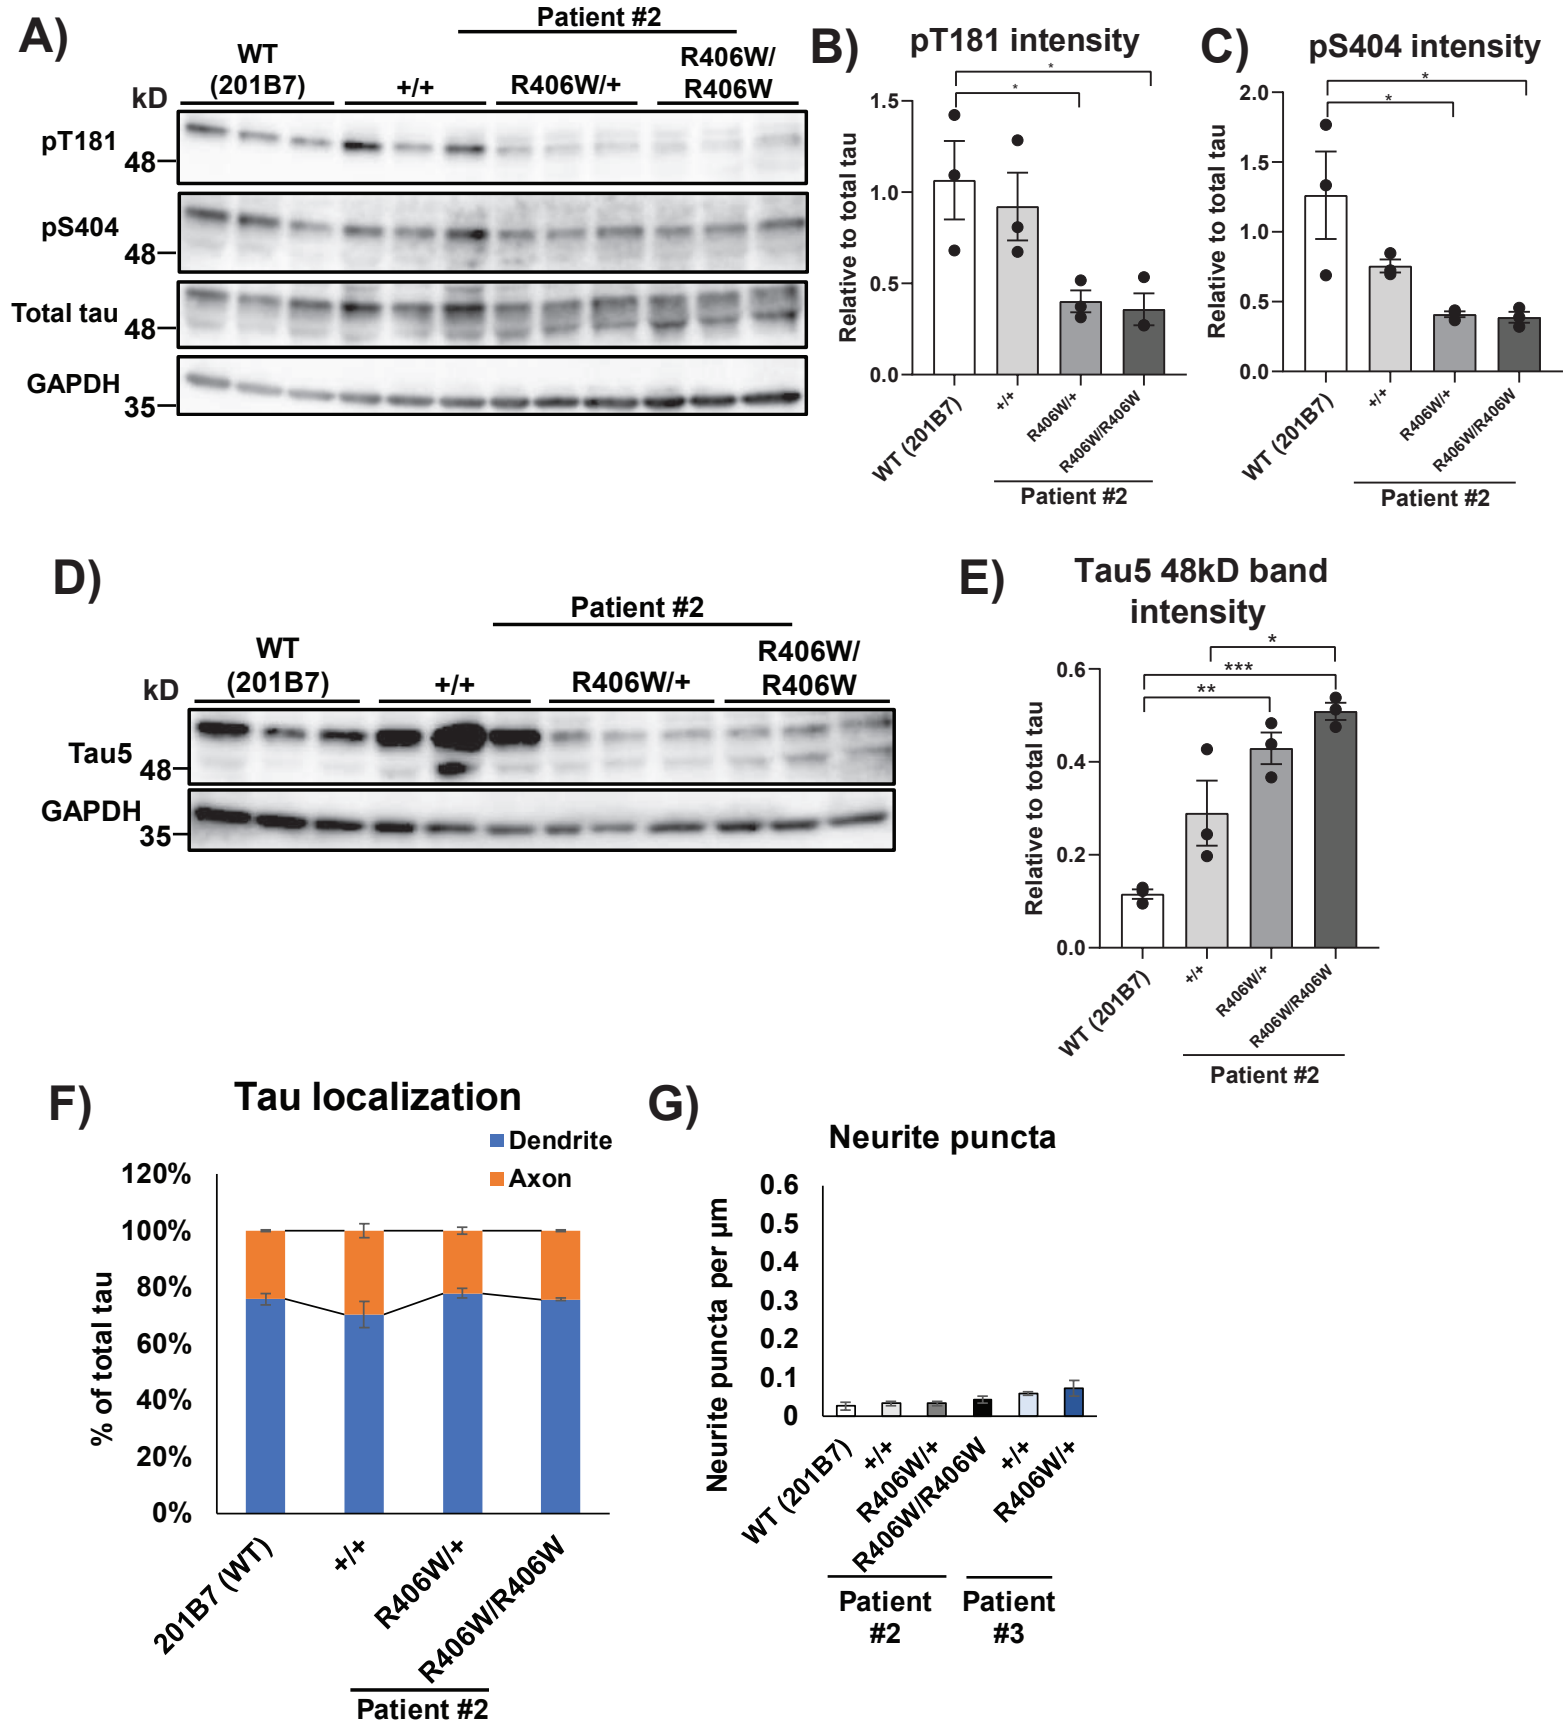 A)
Patient #2
WT
(201B7)
+/+
R406W/+
R406W/
R406W
kD
pT181
48
pS404
48
Total tau
48
GAPDH
35
B)
pT181 intensity
*
*
Relative to total tau
1.5
1.0
0.5
0.0
WT (201B7)
+/+
R406W/+
R406W/R406W
Patient #2
C)
pS404 intensity
*
*
Relative to total tau
2.0
1.5
1.0
0.5
0.0
WT (201B7)
+/+
R406W/+
R406W/R406W
Patient #2
D)
Patient #2
WT
(201B7)
+/+
R406W/+
R406W/
R406W
kD
Tau5
48
GAPDH
35
E)
Tau5 48kD band
intensity
*
***
**
Relative to total tau
0.6
0.4
0.2
0.0
WT (201B7)
+/+
R406W/+
R406W/R406W
Patient #2
F)
Tau localization
Dendrite
Axon
% of total tau
120%
100%
80%
60%
40%
20%
0%
201B7 (WT)
+/+
R406W/+
R406W/R406W
Patient #2
G)
Neurite puncta
Neurite puncta per µm
0.6
0.5
0.4
0.3
0.2
0.1
0
WT (201B7)
+/+
R406W/+
R406W/R406W
+/+
R406W/+
Patient
#2
Patient
#3